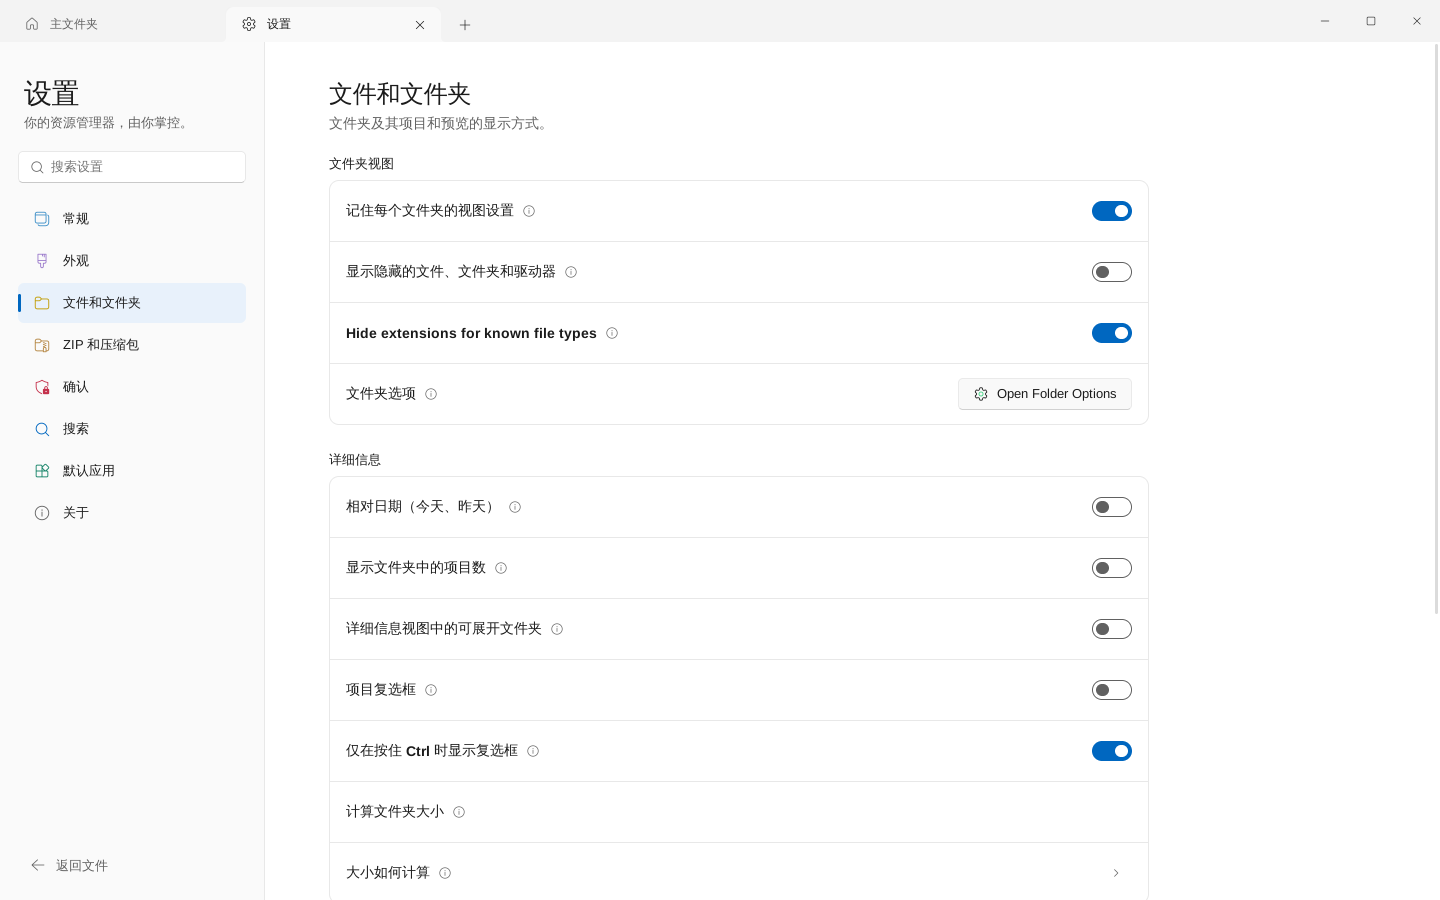 主文件夹
设置
设置
你的资源管理器，由你掌控。
搜索设置
常规
外观
文件和文件夹
ZIP 和压缩包
确认
搜索
默认应用
关于
返回文件
文件和文件夹
文件夹及其项目和预览的显示方式。
文件夹视图
记住每个文件夹的视图设置
显示隐藏的文件、文件夹和驱动器
Hide extensions for known file types
文件夹选项
Open Folder Options
详细信息
相对日期（今天、昨天）
显示文件夹中的项目数
详细信息视图中的可展开文件夹
项目复选框
仅在按住 Ctrl 时显示复选框
计算文件夹大小
大小如何计算